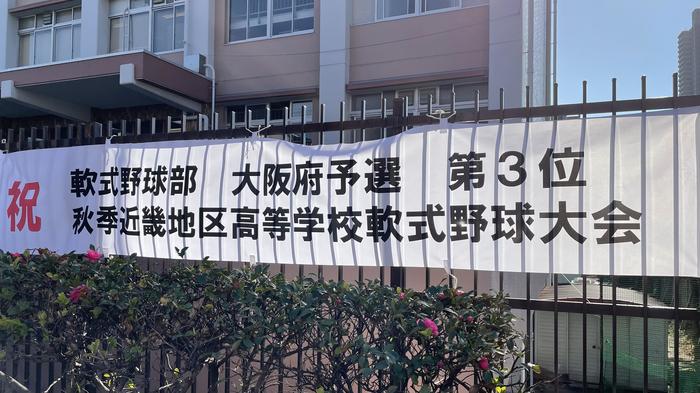 祝
軟式野球部 大阪府予選 第3位
秋季近畿地区高等学校軟式野球大会